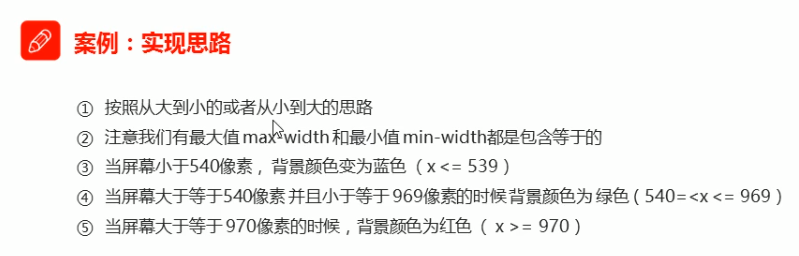 案例：实现思路
① 按照从大到小的或者从小到大的思路
② 注意我们有最大值 max-width 和最小值 min-width都是包含等于的
③ 当屏幕小于540像素， 背景颜色变为蓝色 （ x <= 539 ）
④ 当屏幕大于等于540像素 并且小于等于 969像素的时候 背景颜色为 绿色 ( 540=<x <= 969 ）
⑤ 当屏幕大于等于 970像素的时候，背景颜色为红色 （ x >= 970 ）